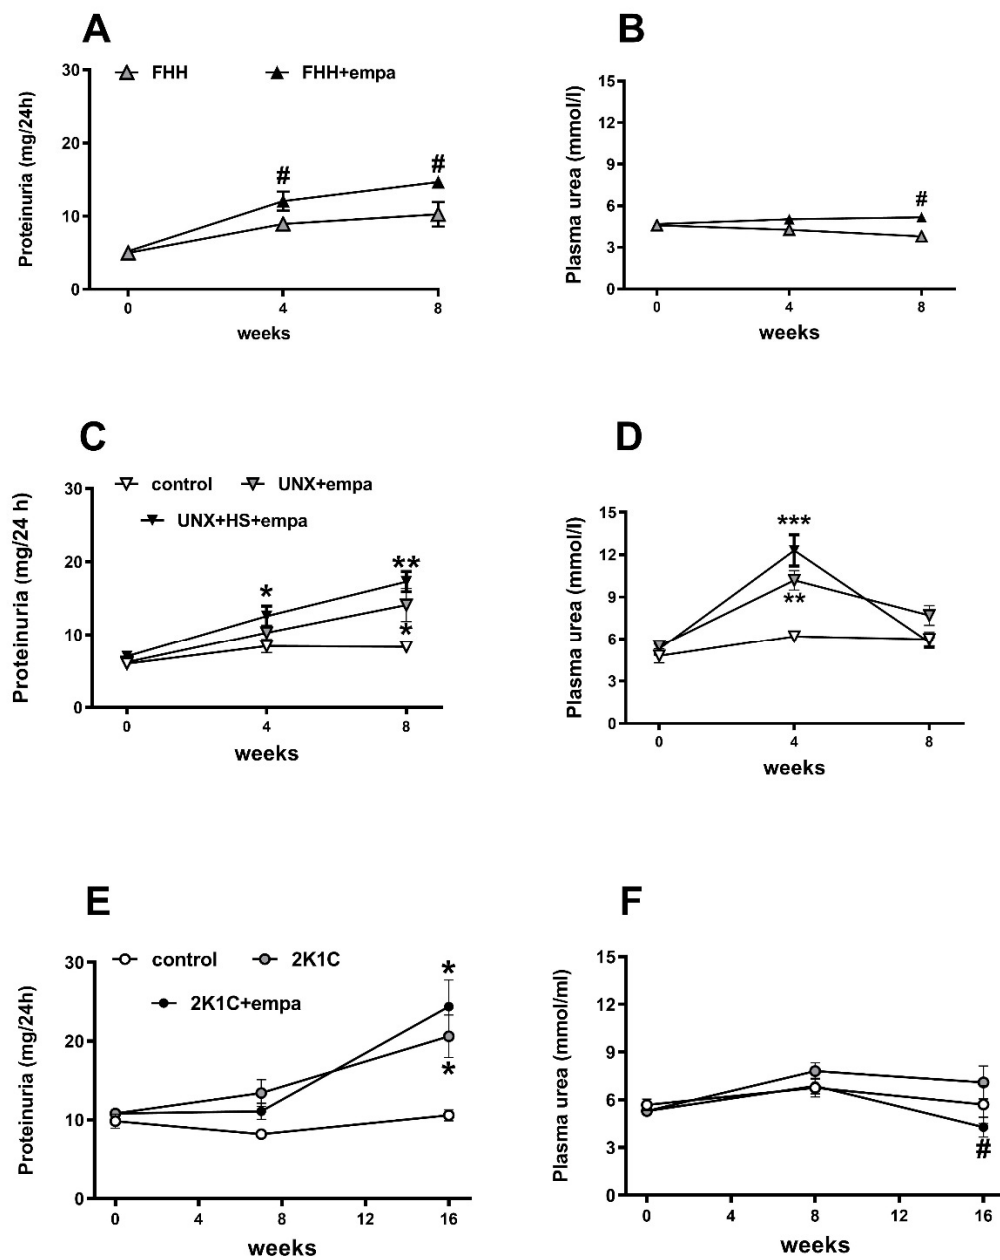 A
B
FHH
FHH+empa
Proteinuria (mg/24h)
30
20
10
0
#
#
0
4
8
weeks
Plasma urea (mmol/l)
15
12
9
6
3
0
#
0
4
8
weeks
C
D
control
UNX+empa
UNX+HS+empa
Proteinuria (mg/24 h)
30
20
10
0
*
**
*
0
4
8
weeks
Plasma urea (mmol/l)
15
12
9
6
3
0
***
**
0
4
8
weeks
E
F
control
2K1C
2K1C+empa
Proteinuria (mg/24h)
30
20
10
0
*
*
0
4
8
12
16
weeks
Plasma urea (mmol/ml)
15
12
9
6
3
0
#
0
4
8
12
16
weeks